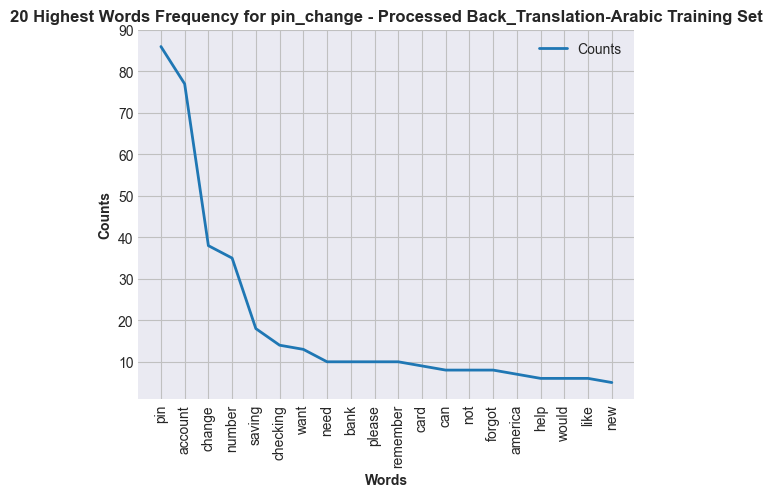 20 Highest Words Frequency for pin_change - Processed Back_Translation-Arabic Training Set
Counts
90
80
70
60
50
40
30
20
10
Counts
pin
account
change
number
saving
checking
want
need
bank
please
remember
card
can
not
forgot
america
help
would
like
new
Words